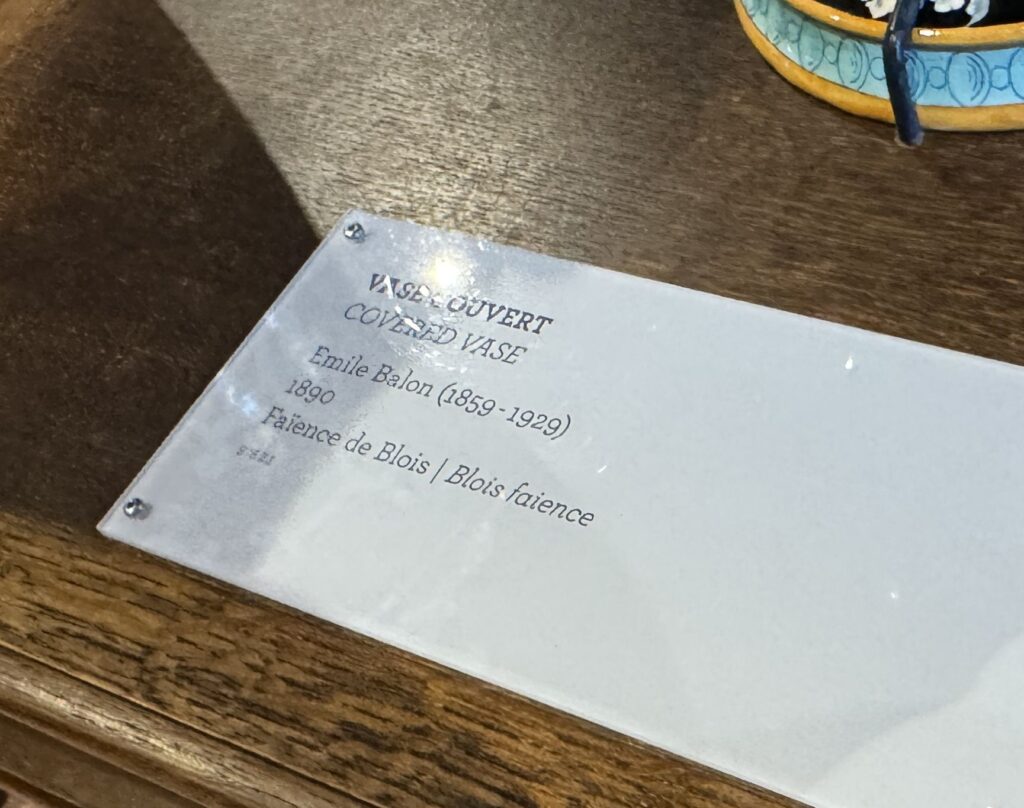 VASE COUVERT
COVERED VASE
Emile Balon (1859-1929)
1890
Faïence de Blois | Blois faience